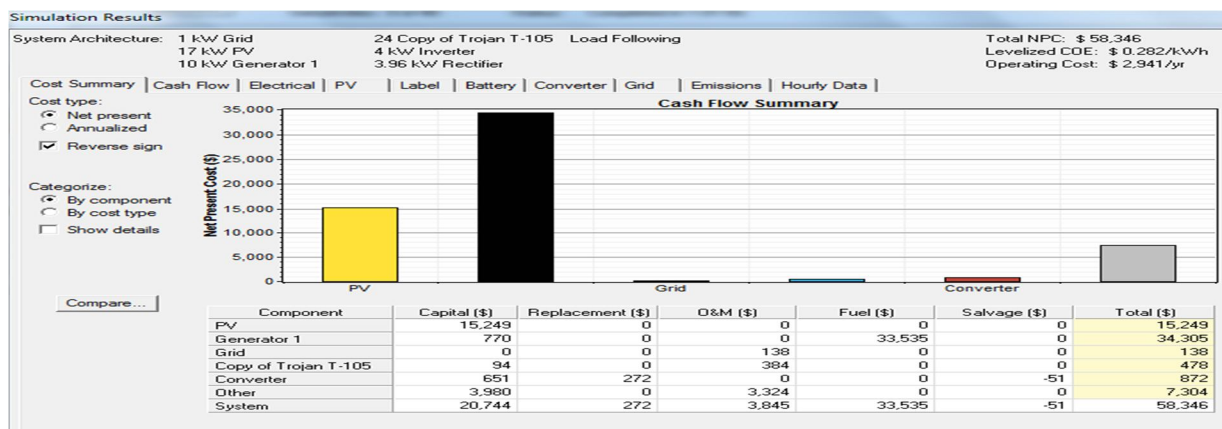 Simulation Results
System Architecture: 1 kW Grid 24 Copy of Trojan T-105 Load Following Total NPC: $ 58,346
17 kW PV 4 kW Inverter Levelized COE: $ 0.282/kWh
10 kW Generator 1 3.96 kW Rectifier Operating Cost: $ 2,941/yr
Cost Summary Cash Flow Electrical PV Label Battery Converter Grid Emissions Hourly Data
Cost type:
Net present
Annualized
Reverse sign
Categorize:
By component
By cost type
Show details
Compare...
Cash Flow Summary
Net Present Cost ($)
35,000
30,000
25,000
20,000
15,000
10,000
5,000
0
PV Grid Converter
Component Capital ($) Replacement ($) O&M ($) Fuel ($) Salvage ($) Total ($)
PV 15,249 0 0 0 0 15,249
Generator 1 770 0 0 33,535 0 34,305
Grid 0 0 138 0 0 138
Copy of Trojan T-105 94 0 384 0 0 478
Converter 651 272 0 0 -51 872
Other 3,980 0 3,324 0 0 7,304
System 20,744 272 3,845 33,535 -51 58,346